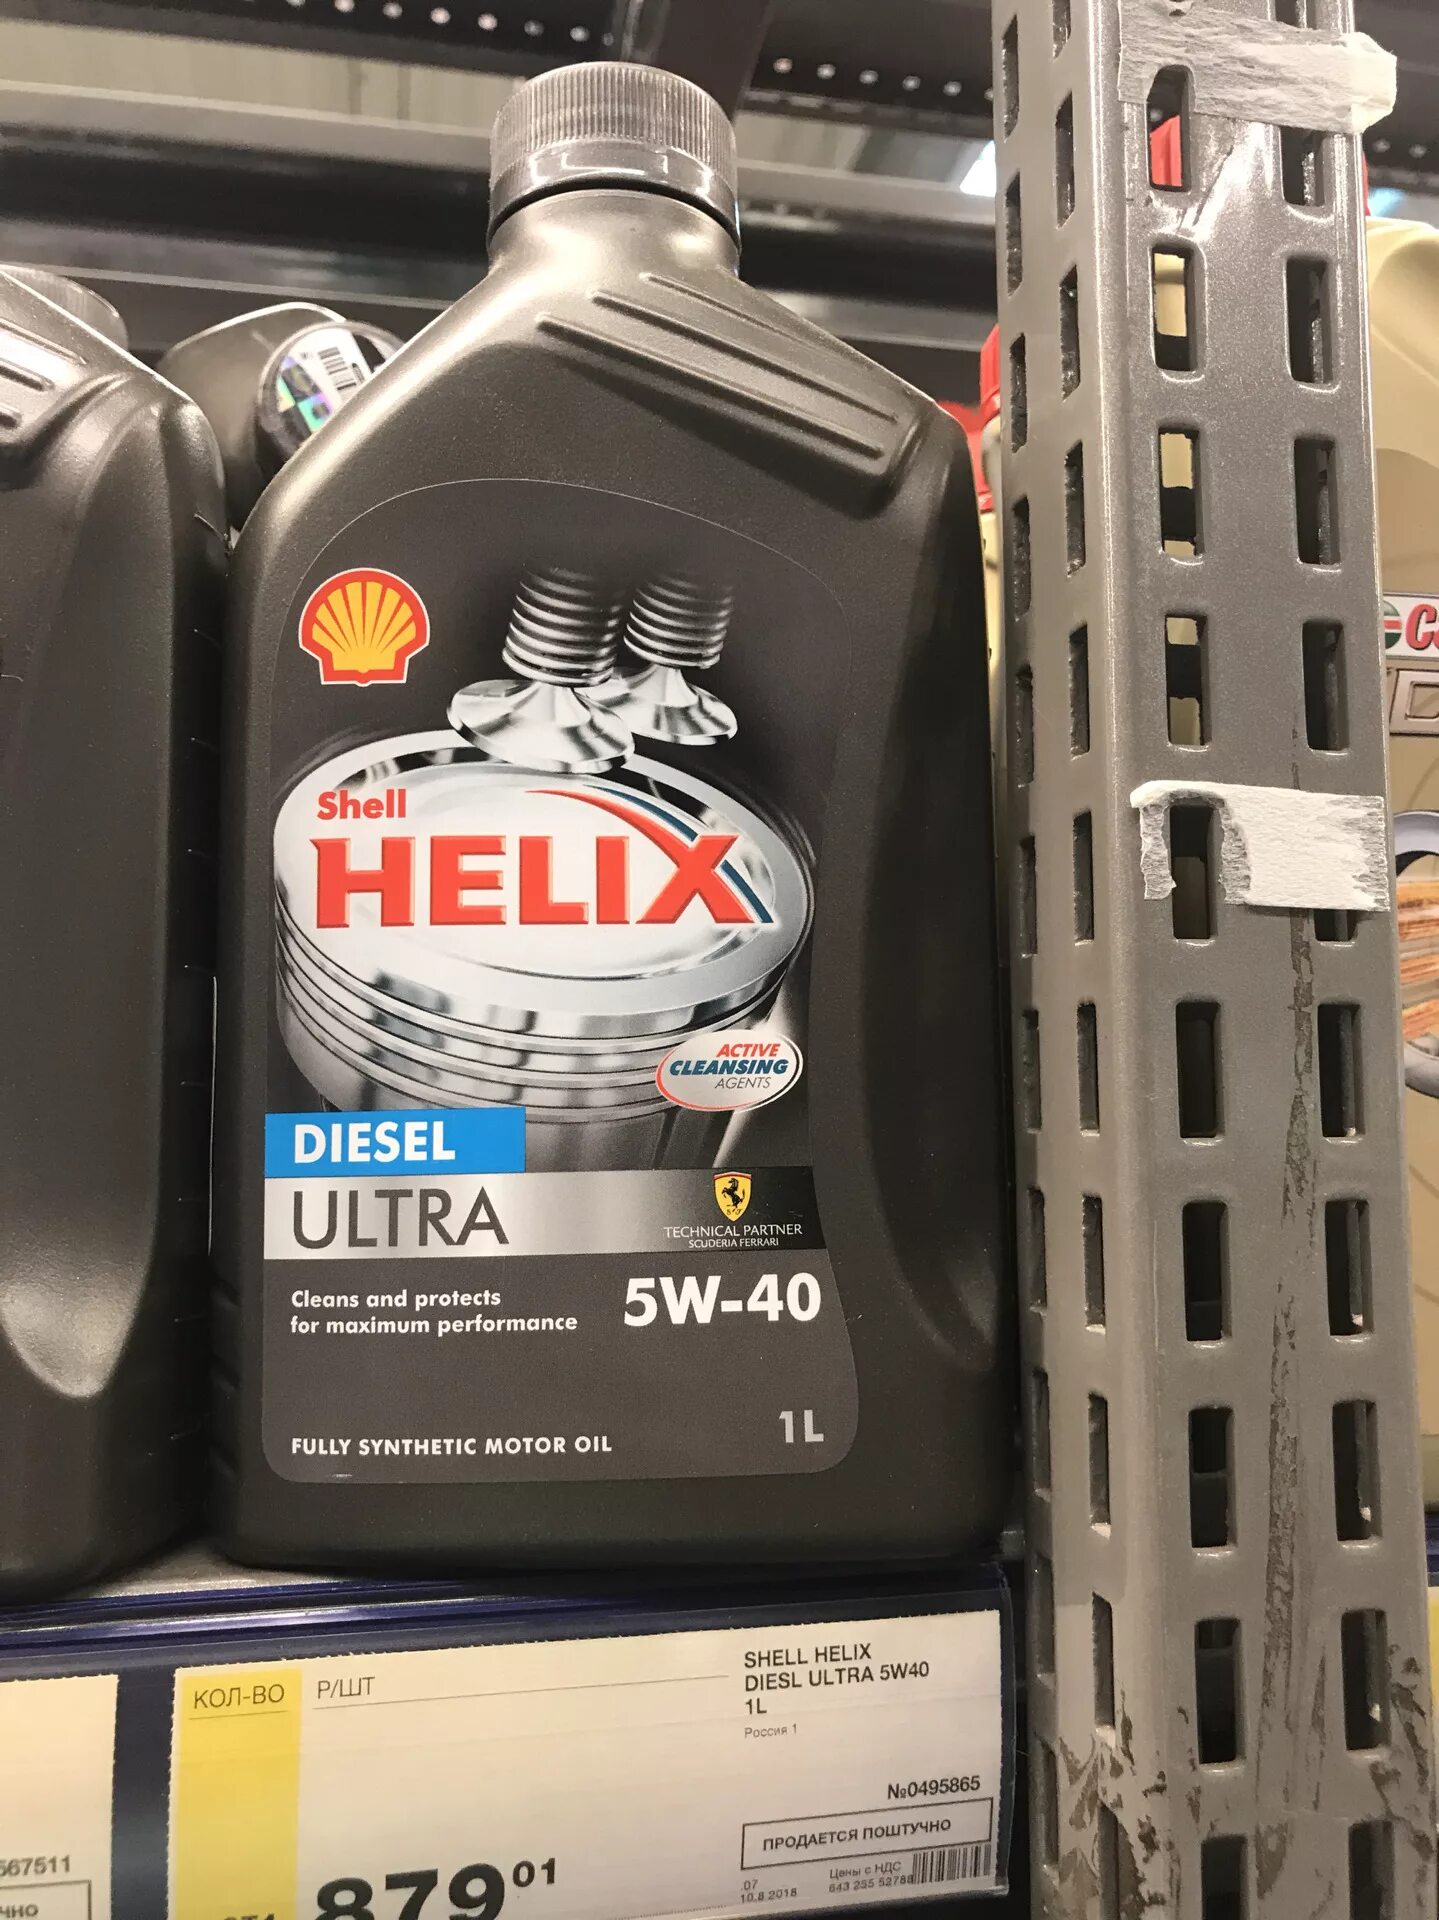 Shell
HELIX
ACTIVE
CLEANSING
AGENTS
DIESEL
ULTRA
TECHNICAL PARTNER
SCUDERIA FERRARI
Cleans and protects
for maximum performance
5W-40
FULLY SYNTHETIC MOTOR OIL
1L
КОЛ-ВО
Р/ШТ
SHELL HELIX
DIESL ULTRA 5W40
1L
Россия 1
№0495865
ПРОДАЕТСЯ ПОШТУЧНО
Цены с НДС
.07
10.8.2018
879 01
567511